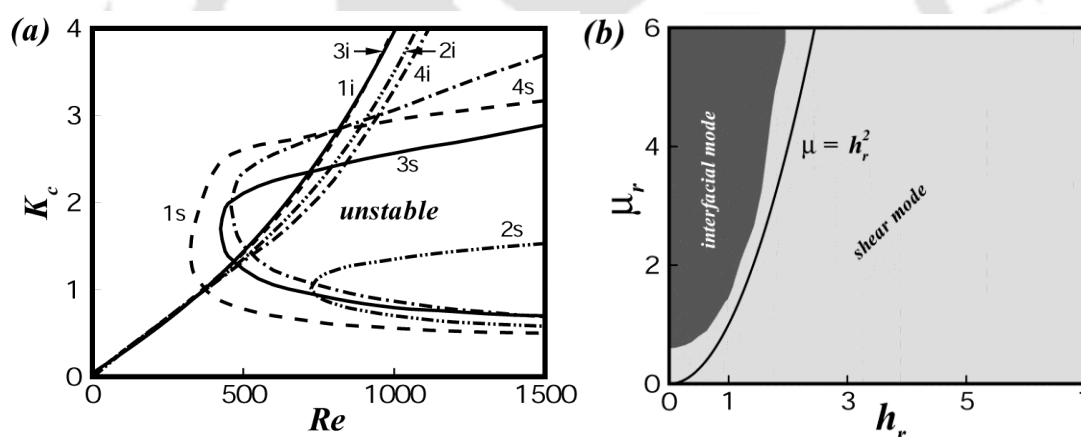 (a)
4
3
2
1
0
K_c
3i
2i
1i
4i
4s
3s
1s
unstable
2s
0
500
1000
1500
Re
(b)
6
4
2
0
μ_r
interfacial mode
μ = h_r^2
shear mode
0
1
3
5
h_r